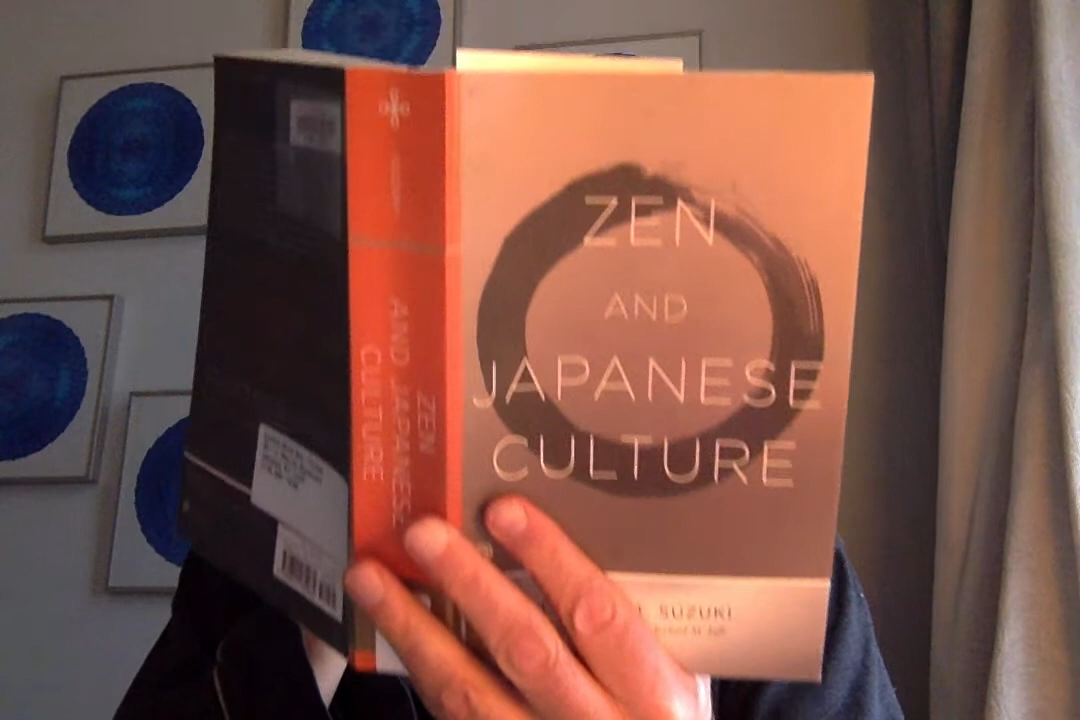 ZEN
AND
JAPANESE
CULTURE
SUZUKI
ZEN
AND JAPANESE
CULTURE